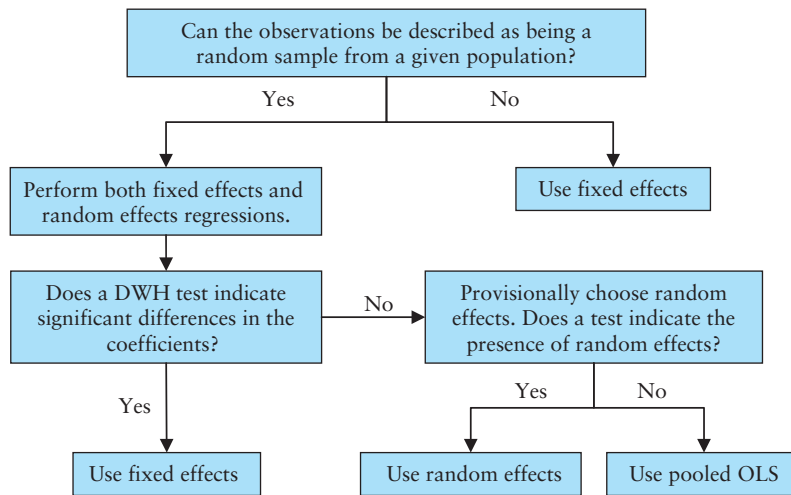 Can the observations be described as being a
random sample from a given population?
Yes
No
Perform both fixed effects and
random effects regressions.
Use fixed effects
Does a DWH test indicate
significant differences in the
coefficients?
No
Provisionally choose random
effects. Does a test indicate the
presence of random effects?
Yes
Yes
No
Use fixed effects
Use random effects
Use pooled OLS